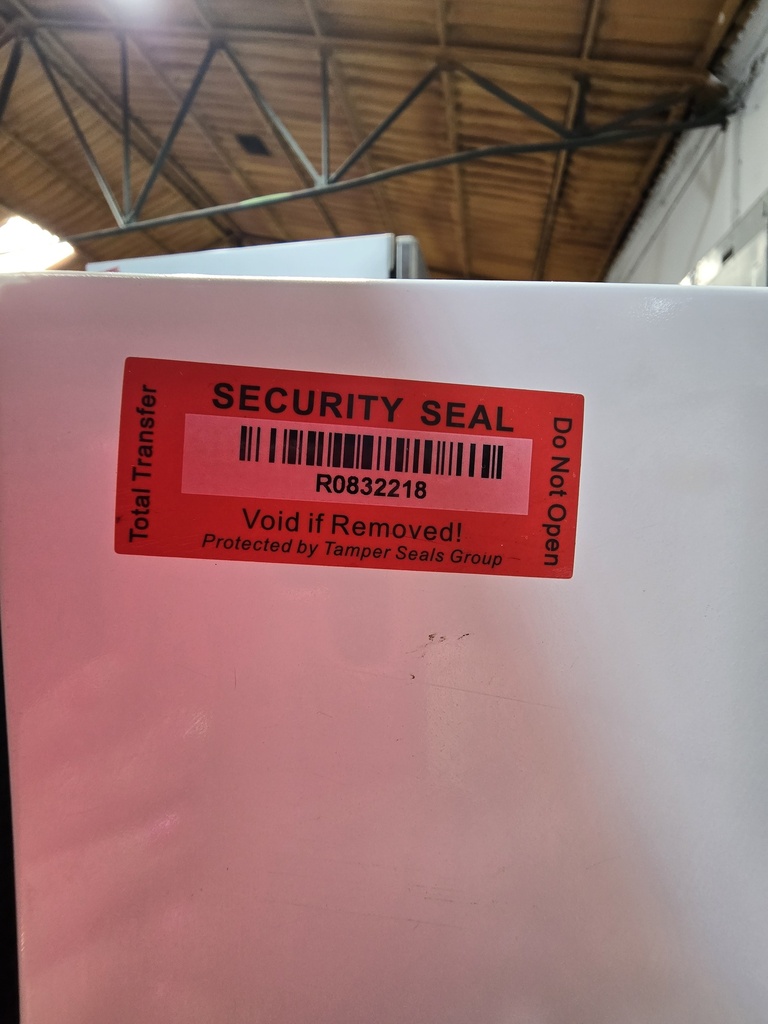 SECURITY SEAL
Total Transfer
R0832218
Do Not Open
Void if Removed!
Protected by Tamper Seals Group